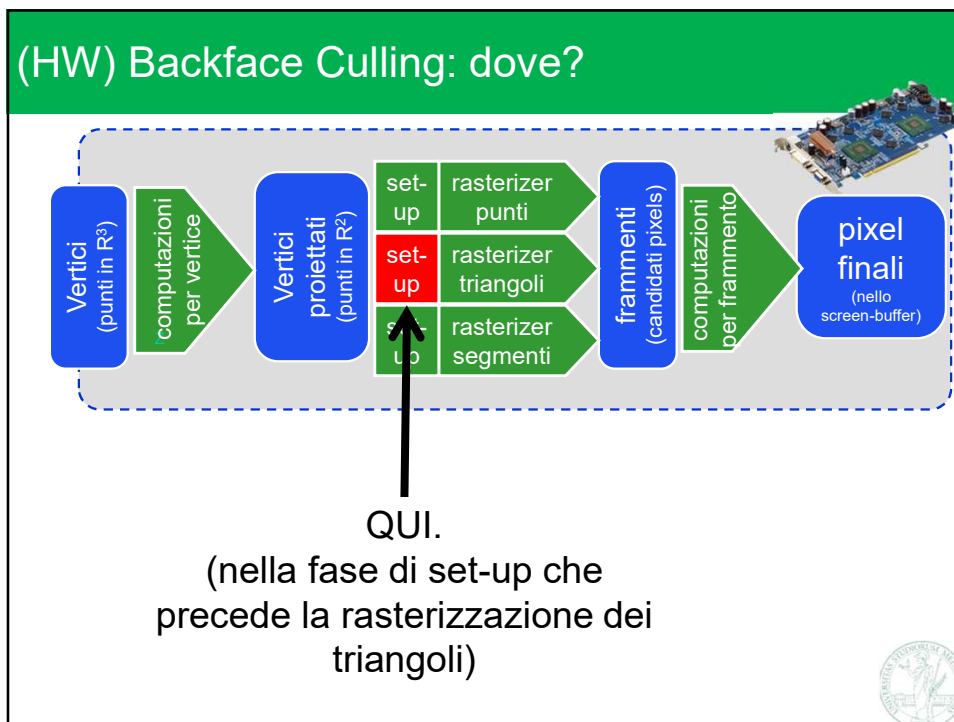 (HW) Backface Culling: dove?
Vertici
(punti in R³)
computazioni
per vertice
Vertici
proiettati
(punti in R²)
set-
up
rasterizer
punti
set-
up
rasterizer
triangoli
set-
up
rasterizer
segmenti
frammenti
(candidati pixels)
computazioni
per frammento
pixel
finali
(nello
screen-buffer)
QUI.
(nella fase di set-up che
precede la rasterizzazione dei
triangoli)